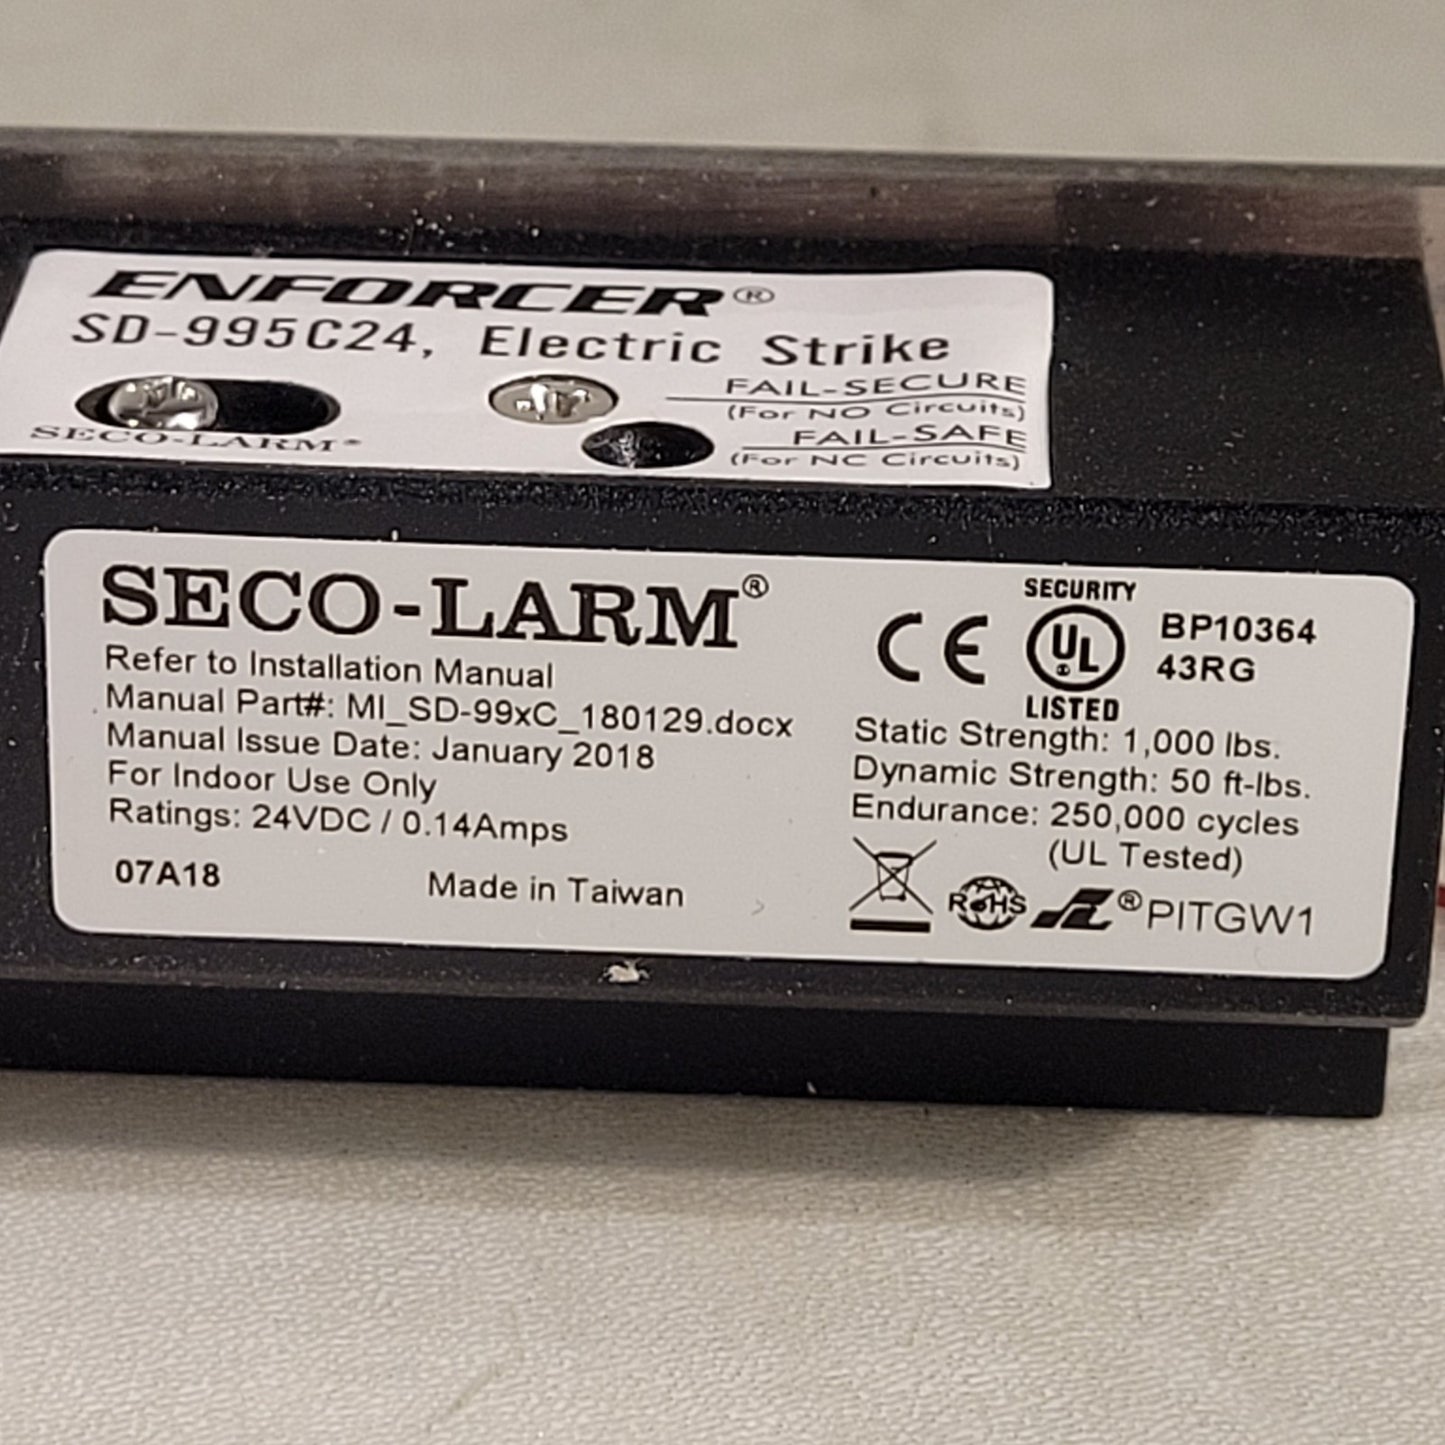 ENFORCER®
SD-995C24, Electric Strike
FAIL-SECURE
(For NO Circuits)
FAIL-SAFE
(For NC Circuits)
SECO-LARM®
SECO-LARM®
Refer to Installation Manual
Manual Part#: MI_SD-99xC_180129.docx
Manual Issue Date: January 2018
For Indoor Use Only
Ratings: 24VDC / 0.14Amps
07A18 Made in Taiwan
CE
SECURITY
UL
LISTED
BP10364
43RG
Static Strength: 1,000 lbs.
Dynamic Strength: 50 ft-lbs.
Endurance: 250,000 cycles
(UL Tested)
RoHS ® PITGW1